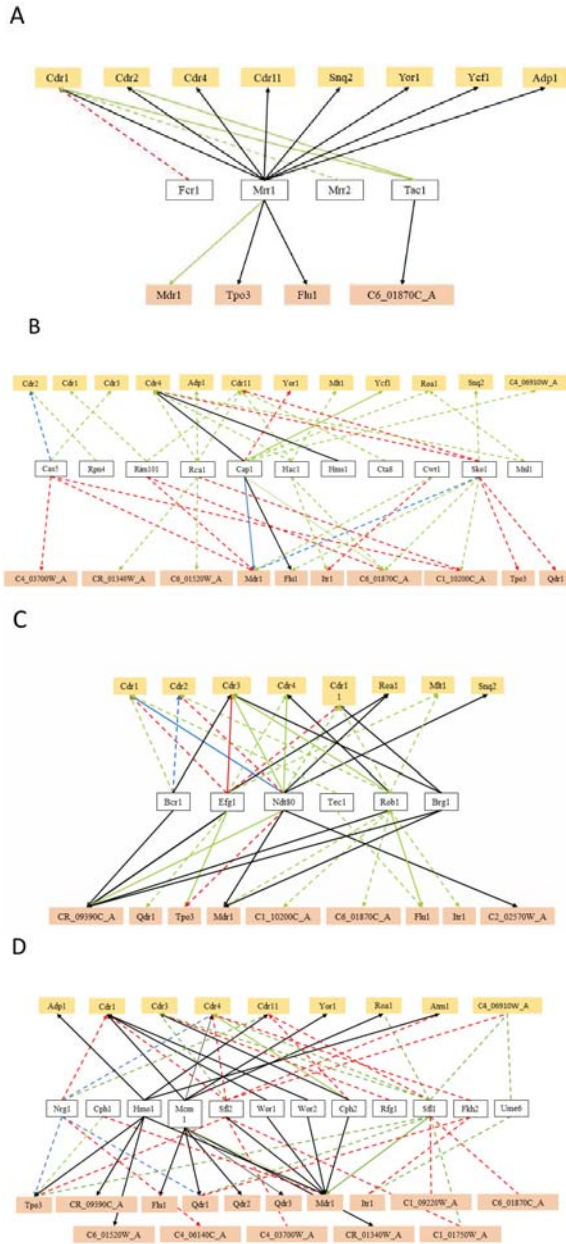 A
Cdr1 Cdr2 Cdr4 Cdr11 Snq2 Yor1 Ycf1 Adp1
Fcr1 Mrr1 Mrr2 Tac1
Mdr1 Tpo3 Flu1 C6_01870C_A
B
Cdr2 Cdr1 Cdr3 Cdr4 Adp1 Cdr11 Yor1 Mlt1 Ycf1 Roa1 Snq2 C4_06910W_A
Cas5 Rpn4 Rim101 Rca1 Cap1 Hac1 Hms1 Cta8 Cwt1 Sko1 Mnl1
C4_03700W_A CR_01340W_A C6_01520W_A Mdr1 Flu1 Itr1 C6_01870C_A C1_10200C_A Tpo3 Qdr1
C
Cdr1 Cdr2 Cdr3 Cdr4 Cdr1 Roa1 Mlt1 Snq2
1
Bcr1 Efg1 Ndt80 Tec1 Rob1 Brg1
CR_09390C_A Qdr1 Tpo3 Mdr1 C1_10200C_A C6_01870C_A Flu1 Itr1 C2_02570W_A
D
Adp1 Cdr1 Cdr3 Cdr4 Cdr11 Yor1 Roa1 Atm1 C4_06910W_A
Nrg1 Cph1 Hmo1 Mcm Sfl2 Wor1 Wor2 Cph2 Rfg1 Sfl1 Fkh2 Ume6
1
Tpo3 CR_09390C_A Flu1 Qdr1 Qdr2 Qdr3 Mdr1 Itr1 C1_09220W_A C6_01870C_A
C6_01520W_A C4_06140C_A C4_03700W_A CR_01340W_A C1_01750W_A